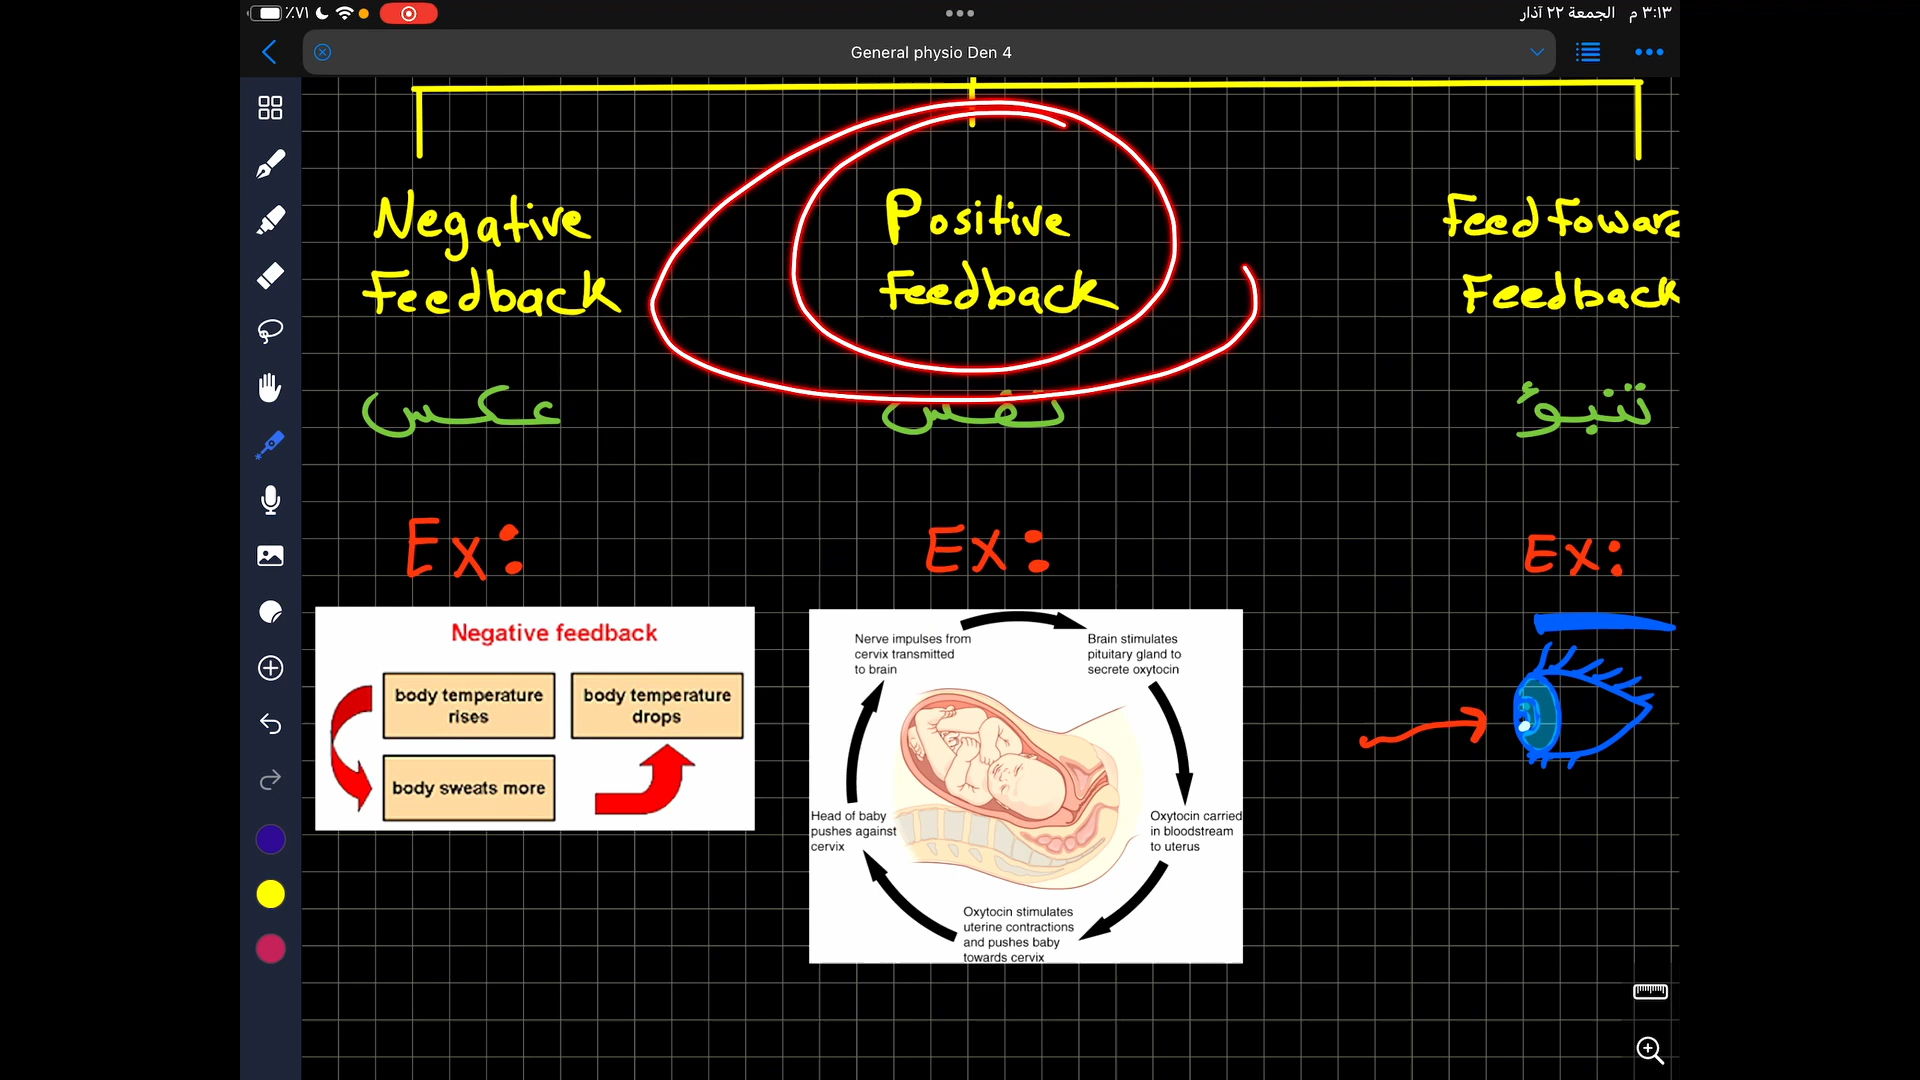 ٪٧١
٣:١٣ م الجمعة ٢٢ آذار
General physio Den 4
Negative
Feedback
Positive
Feedback
Feedfowar
Feedback
عكس
نفس
تنبؤ
Ex:
Ex:
Ex:
Negative feedback
body temperature
rises
body temperature
drops
body sweats more
Nerve impulses from
cervix transmitted
to brain
Brain stimulates
pituitary gland to
secrete oxytocin
Head of baby
pushes against
cervix
Oxytocin carried
in bloodstream
to uterus
Oxytocin stimulates
uterine contractions
and pushes baby
towards cervix